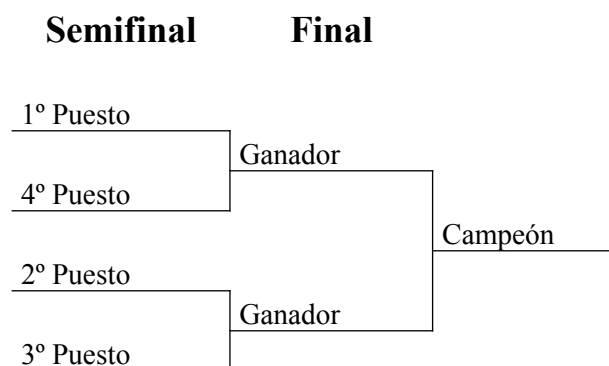 Semifinal Final
1º Puesto
Ganador
4º Puesto
Campeón
2º Puesto
Ganador
3º Puesto